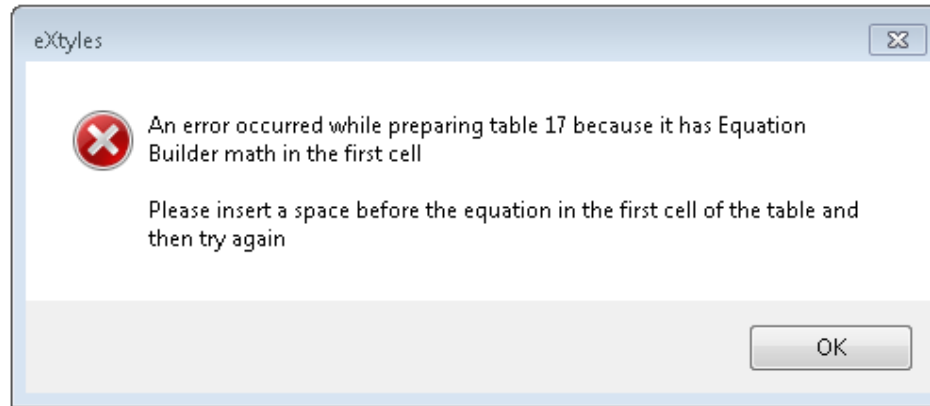 eXtyles
An error occurred while preparing table 17 because it has Equation
Builder math in the first cell
Please insert a space before the equation in the first cell of the table and
then try again
OK